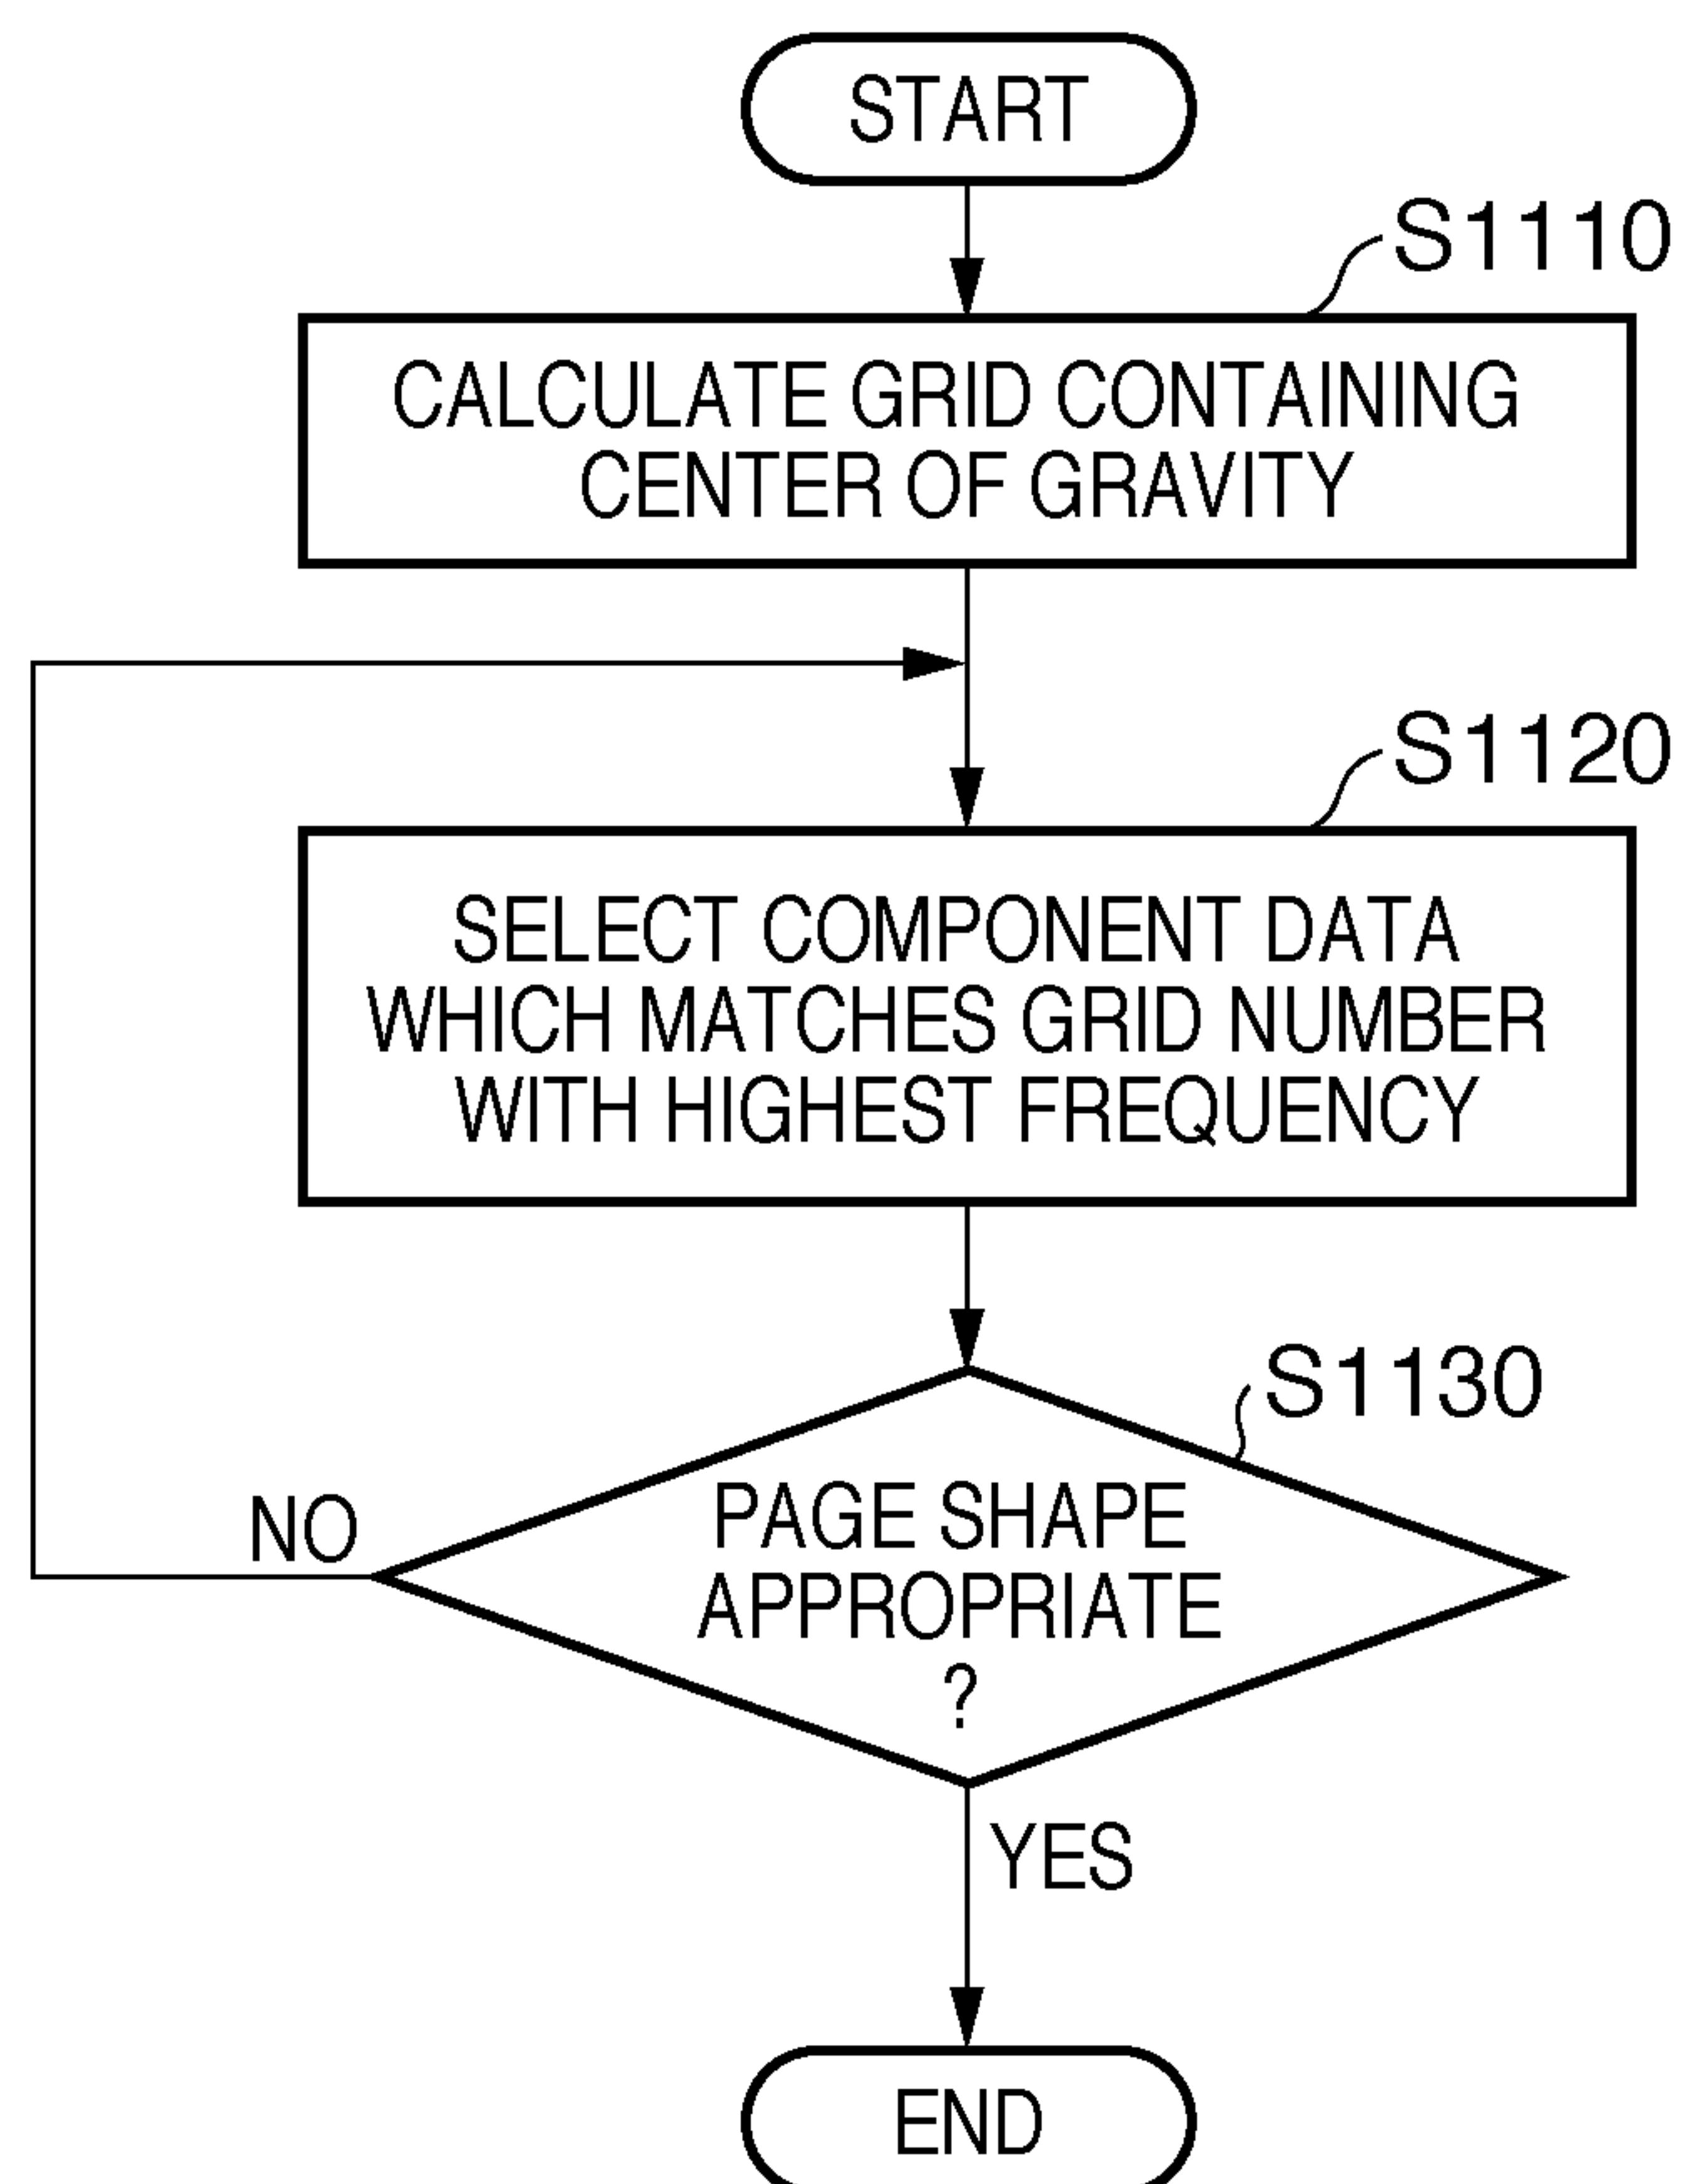 START
S1110
CALCULATE GRID CONTAINING
CENTER OF GRAVITY
S1120
SELECT COMPONENT DATA
WHICH MATCHES GRID NUMBER
WITH HIGHEST FREQUENCY
S1130
NO
PAGE SHAPE
APPROPRIATE
?
YES
END